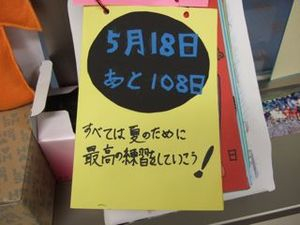 5月18日
あと108日
すべては夏のために
最高の練習をしていこう!
日